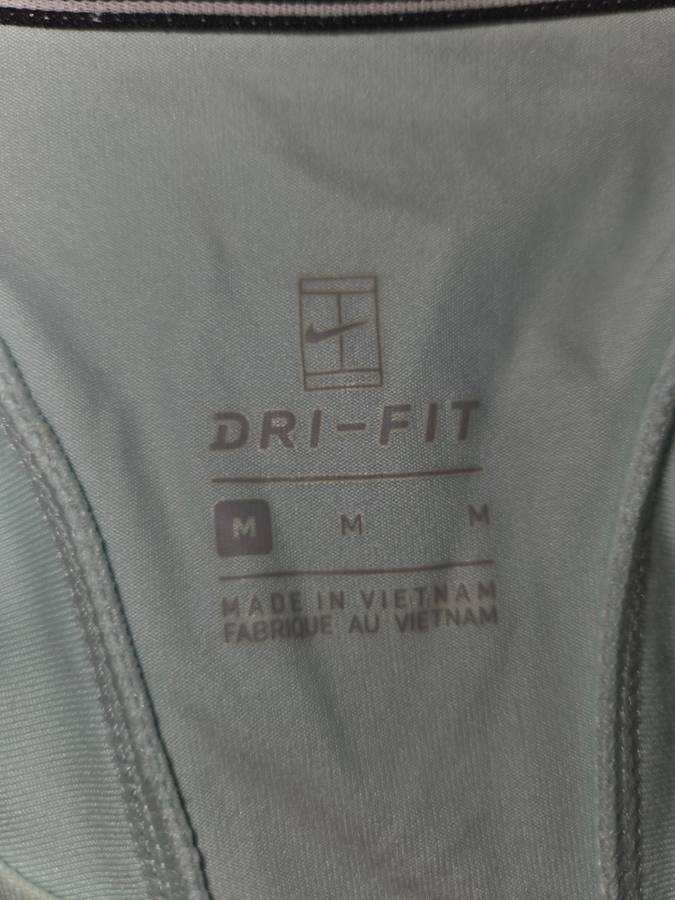 DRI-FIT
M M M
MADE IN VIETNAM
FABRIQUE AU VIETNAM